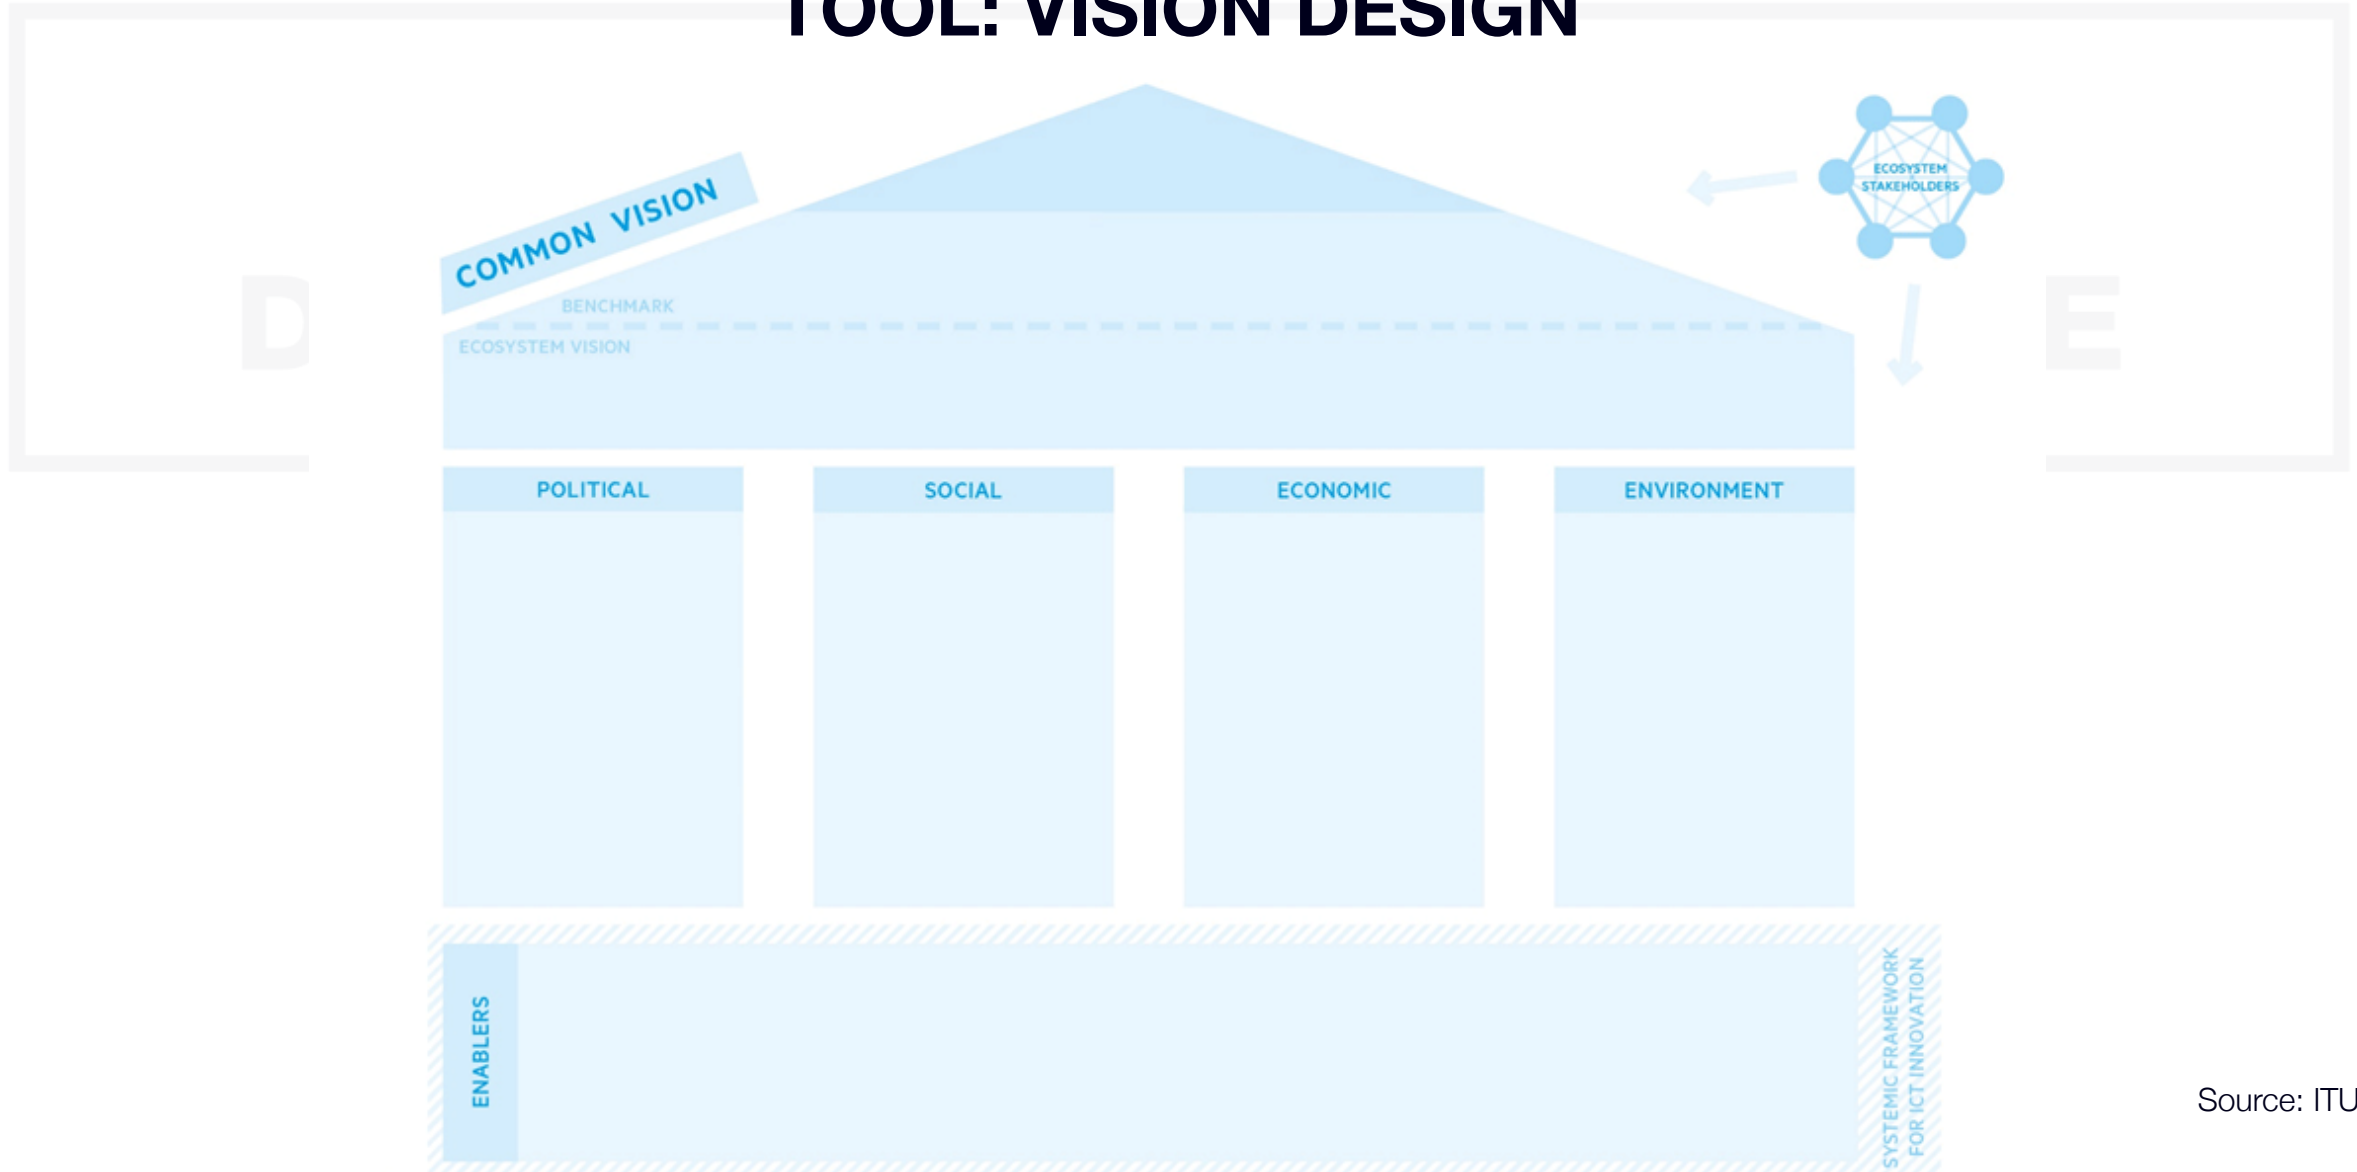 TOOL: VISION DESIGN
COMMON VISION
ECOSYSTEM
STAKEHOLDERS
BENCHMARK
ECOSYSTEM VISION
D
E
POLITICAL
SOCIAL
ECONOMIC
ENVIRONMENT
ENABLERS
SYSTEMIC FRAMEWORK
FOR ICT INNOVATION
Source: ITU